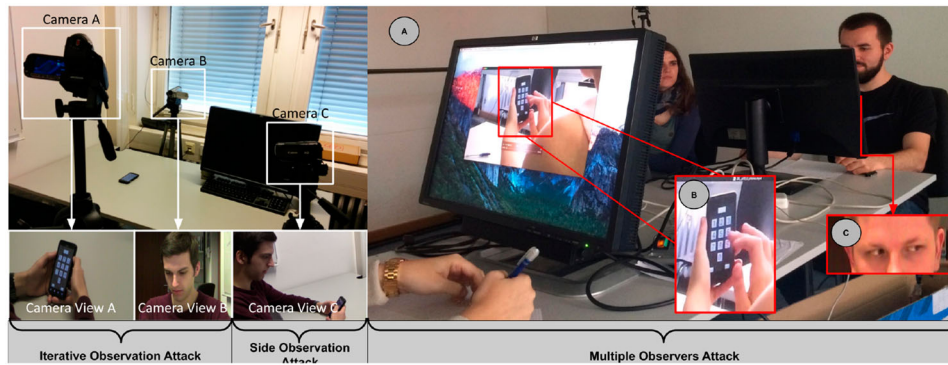 Camera A
Camera B
Camera C
Camera View A
Camera View B
Camera View C
Iterative Observation Attack
Side Observation
Attack
A
B
C
Multiple Observers Attack